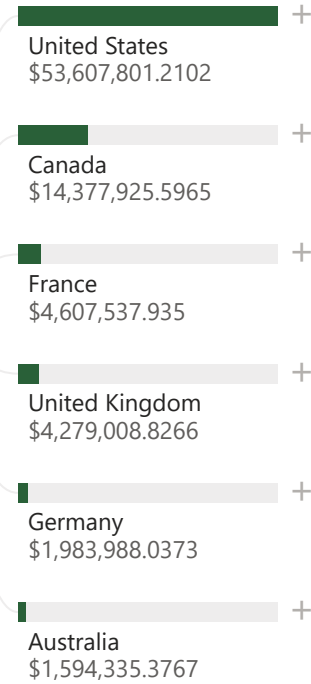 United States
$53,607,801.2102
Canada
$14,377,925.5965
France
$4,607,537.935
United Kingdom
$4,279,008.8266
Germany
$1,983,988.0373
Australia
$1,594,335.3767